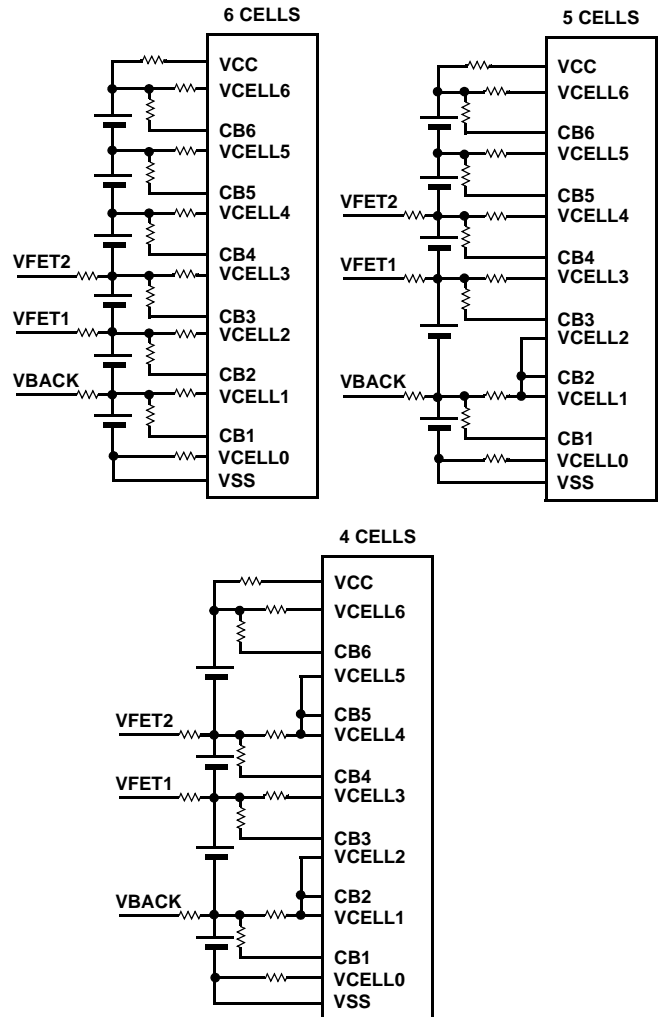 6 CELLS
VCC
VCELL6
CB6
VCELL5
CB5
VCELL4
CB4
VFET2
VCELL3
CB3
VFET1
VCELL2
CB2
VBACK
VCELL1
CB1
VCELL0
VSS
5 CELLS
VCC
VCELL6
CB6
VCELL5
CB5
VFET2
VCELL4
CB4
VFET1
VCELL3
CB3
VCELL2
CB2
VBACK
VCELL1
CB1
VCELL0
VSS
4 CELLS
VCC
VCELL6
CB6
VCELL5
CB5
VFET2
VCELL4
CB4
VFET1
VCELL3
CB3
VCELL2
CB2
VBACK
VCELL1
CB1
VCELL0
VSS